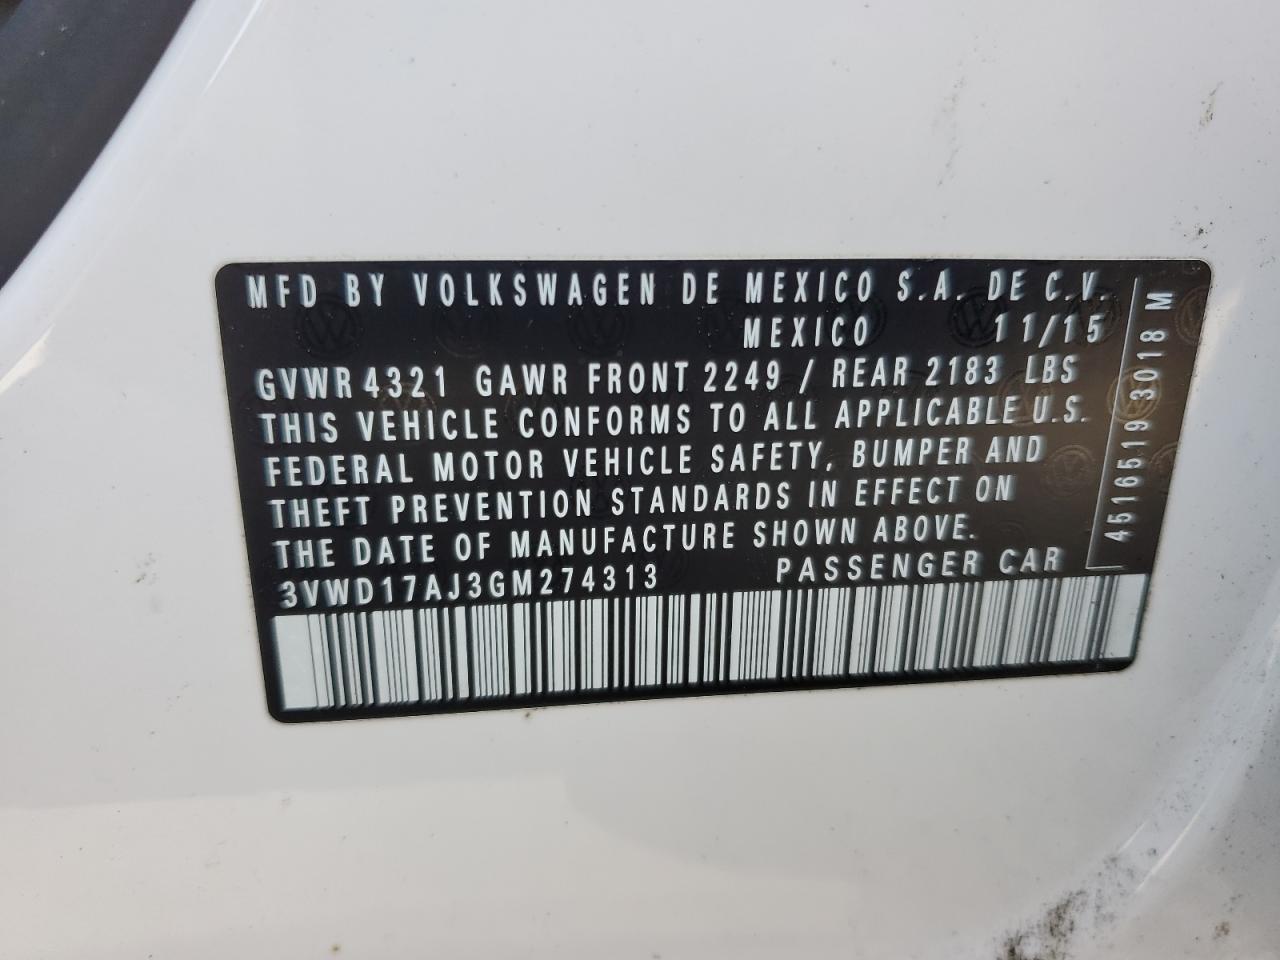 MFD BY VOLKSWAGEN DE MEXICO S.A. DE C.V.
MEXICO 11/15
GVWR 4321 GAWR FRONT 2249 / REAR 2183 LBS
THIS VEHICLE CONFORMS TO ALL APPLICABLE U.S.
FEDERAL MOTOR VEHICLE SAFETY, BUMPER AND
THEFT PREVENTION STANDARDS IN EFFECT ON
THE DATE OF MANUFACTURE SHOWN ABOVE.
3VWD17AJ3GM274313 PASSENGER CAR
4516519 3018 M